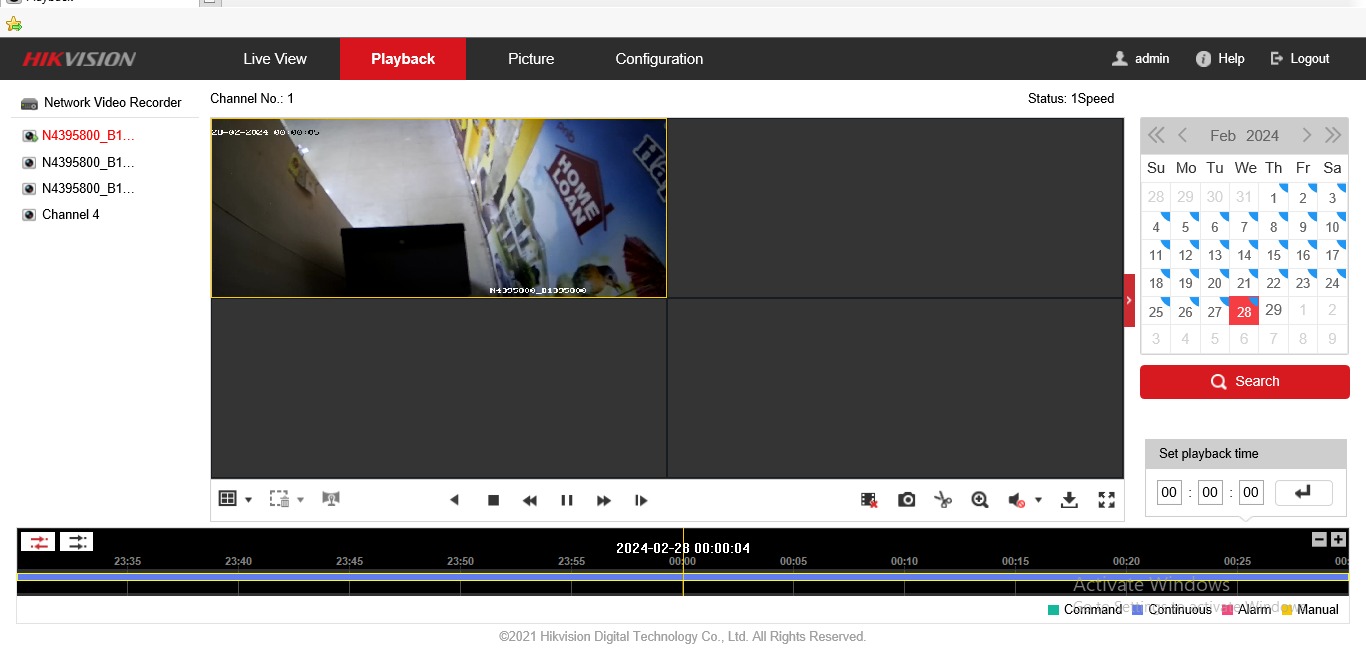 HIKVISION
Live View
Playback
Picture
Configuration
admin
Help
Logout
Network Video Recorder
N4395800_B1...
N4395800_B1...
N4395800_B1...
Channel 4
Channel No.: 1
Status: 1Speed
00:00:05
HOME
LOAN
Feb 2024
Su Mo Tu We Th Fr Sa
28 29 30 31 1 2 3
4 5 6 7 8 9 10
11 12 13 14 15 16 17
18 19 20 21 22 23 24
25 26 27 28 29 1 2
3 4 5 6 7 8 9
Search
Set playback time
00 : 00 : 00
2024-02-28 00:00:04
23:35 23:40 23:45 23:50 23:55 00:00 00:05 00:10 00:15 00:20 00:25 00:
Activate Windows
Command Continuous Alarm Manual
©2021 Hikvision Digital Technology Co., Ltd. All Rights Reserved.